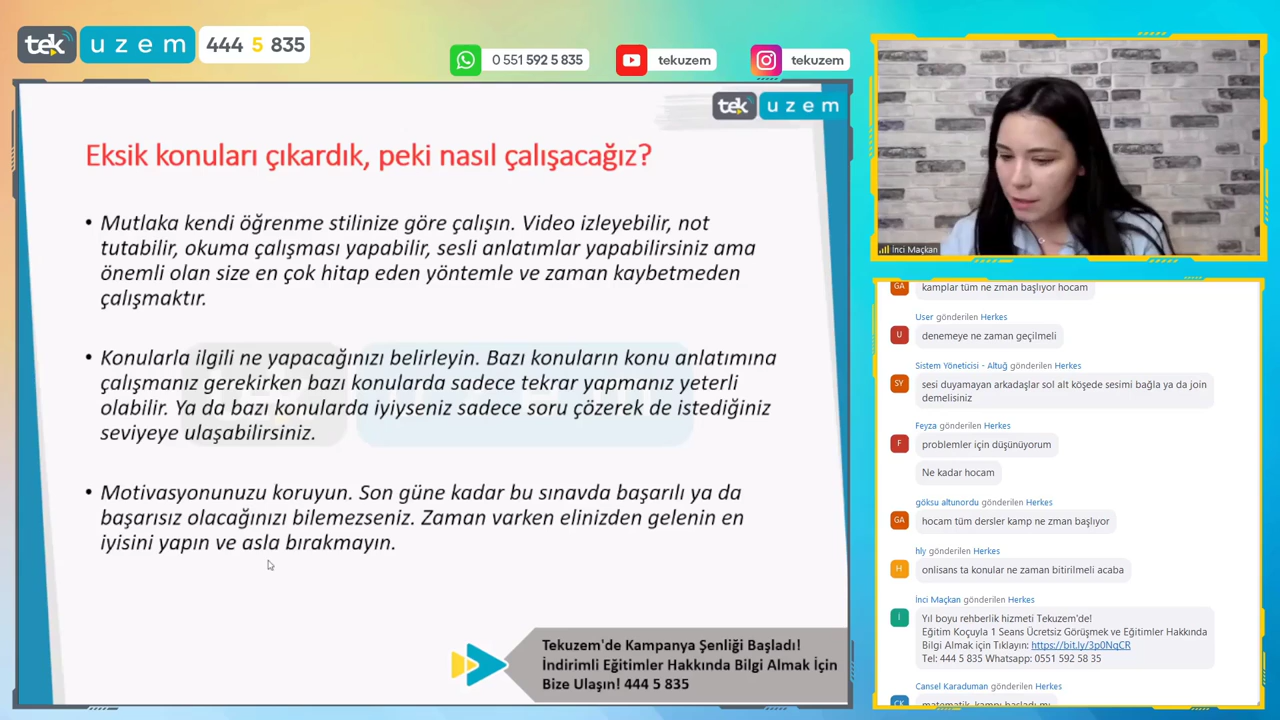 tek uzem 444 5 835
0 551 592 5 835
tekuzem
tekuzem
tek uzem
Eksik konuları çıkardık, peki nasıl çalışacağız?
• Mutlaka kendi öğrenme stilinize göre çalışın. Video izleyebilir, not
tutabilir, okuma çalışması yapabilir, sesli anlatımlar yapabilirsiniz ama
önemli olan size en çok hitap eden yöntemle ve zaman kaybetmeden
çalışmaktır.
• Konularla ilgili ne yapacağınızı belirleyin. Bazı konuların konu anlatımına
çalışmanız gerekirken bazı konularda sadece tekrar yapmanız yeterli
olabilir. Ya da bazı konularda iyiyseniz sadece soru çözerek de istediğiniz
seviyeye ulaşabilirsiniz.
• Motivasyonunuzu koruyun. Son güne kadar bu sınavda başarılı ya da
başarısız olacağınızı bilemezseniz. Zaman varken elinizden gelenin en
iyisini yapın ve asla bırakmayın.
Tekuzem'de Kampanya Şenliği Başladı!
İndirimli Eğitimler Hakkında Bilgi Almak İçin
Bize Ulaşın! 444 5 835
İnci Maçkan
GA
kamplar tüm ne zman başlıyor hocam
User gönderilen Herkes
U
denemeye ne zaman geçilmeli
Sistem Yöneticisi - Altuğ gönderilen Herkes
SY
sesi duyamayan arkadaşlar sol alt köşede sesimi bağla ya da join
demelisiniz
Feyza gönderilen Herkes
F
problemler için düşünüyorum
Ne kadar hocam
göksu altunordu gönderilen Herkes
GA
hocam tüm dersler kamp ne zman başlıyor
hly gönderilen Herkes
H
onlisans ta konular ne zaman bitirilmeli acaba
İnci Maçkan gönderilen Herkes
İ
Yıl boyu rehberlik hizmeti Tekuzem'de!
Eğitim Koçuyla 1 Seans Ücretsiz Görüşmek ve Eğitimler Hakkında
Bilgi Almak için Tıklayın: https://bit.ly/3p0NqCR
Tel: 444 5 835 Whatsapp: 0551 592 58 35
Cansel Karaduman gönderilen Herkes
CK
matematik kampı başladı mı